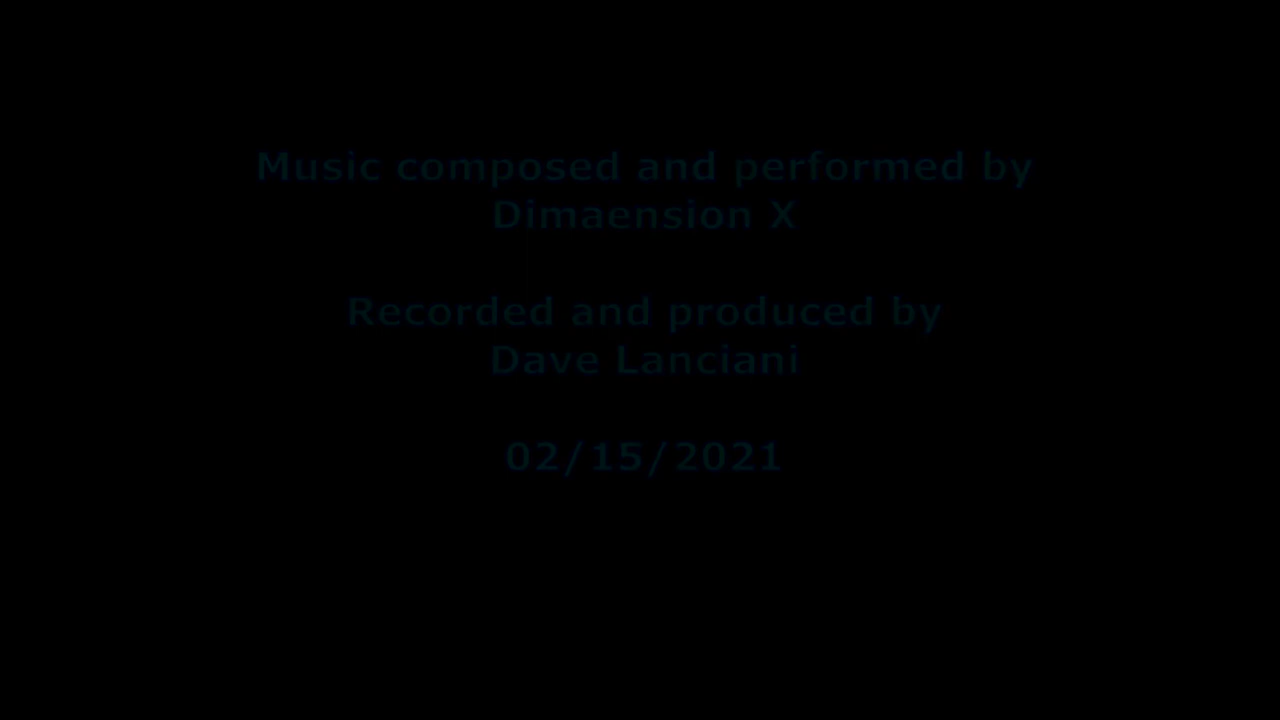 Music composed and performed by
Dimaension X
Recorded and produced by
Dave Lanciani
02/15/2021